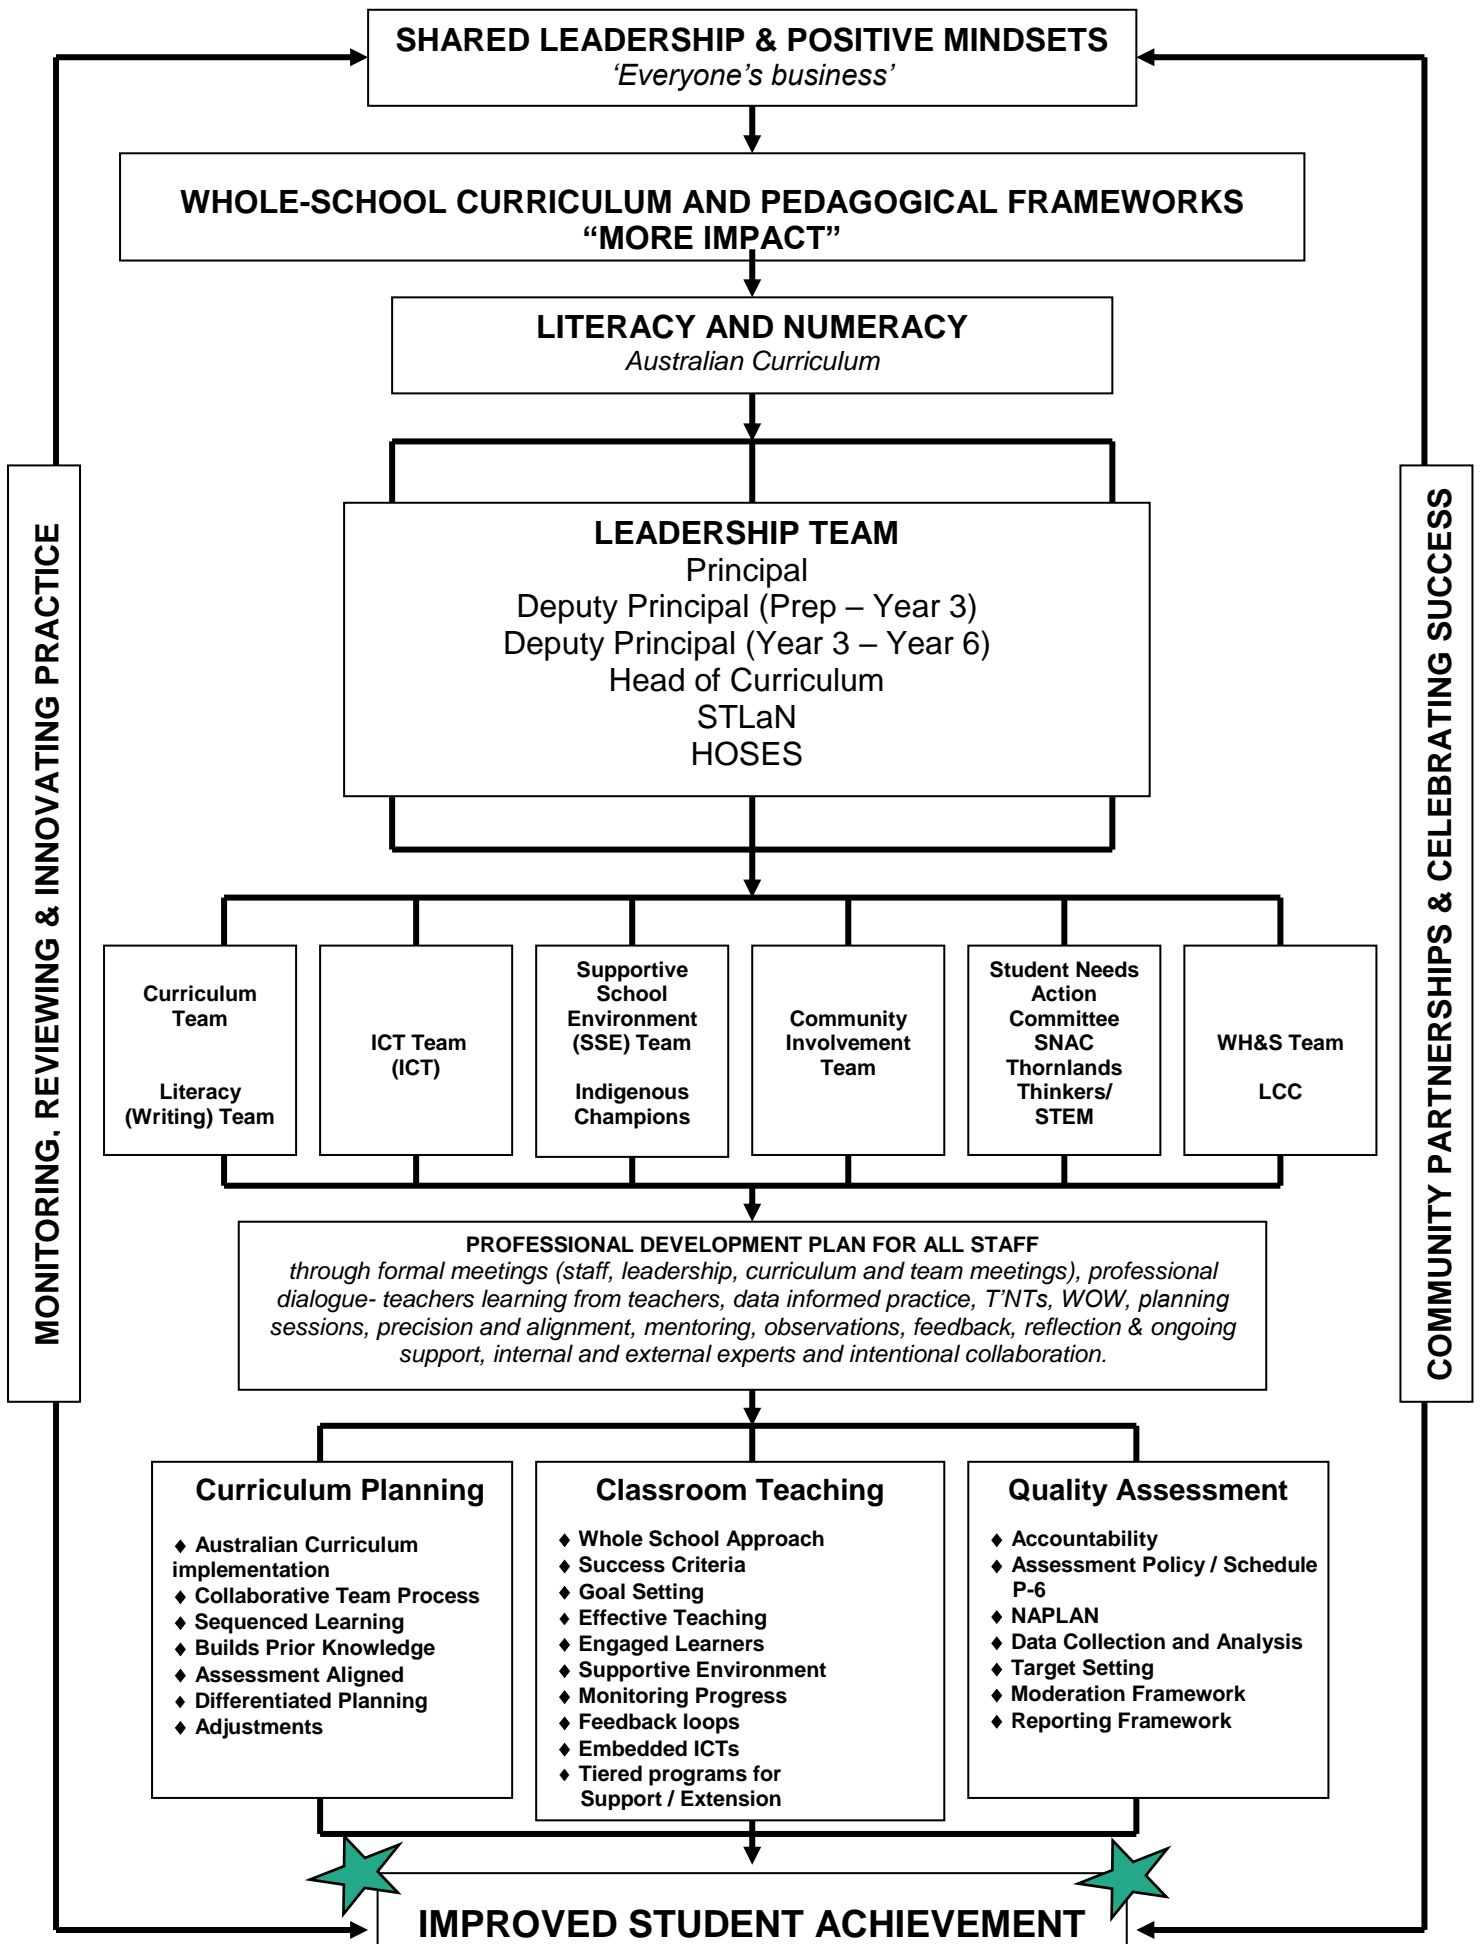 SHARED LEADERSHIP & POSITIVE MINDSETS
‘Everyone’s business’
WHOLE-SCHOOL CURRICULUM AND PEDAGOGICAL FRAMEWORKS
“MORE IMPACT”
LITERACY AND NUMERACY
Australian Curriculum
MONITORING, REVIEWING & INNOVATING PRACTICE
COMMUNITY PARTNERSHIPS & CELEBRATING SUCCESS
LEADERSHIP TEAM
Principal
Deputy Principal (Prep – Year 3)
Deputy Principal (Year 3 – Year 6)
Head of Curriculum
STLaN
HOSES
Curriculum
Team
Literacy
(Writing) Team
ICT Team
(ICT)
Supportive
School
Environment
(SSE) Team
Indigenous
Champions
Community
Involvement
Team
Student Needs
Action
Committee
SNAC
Thornlands
Thinkers/
STEM
WH&S Team
LCC
PROFESSIONAL DEVELOPMENT PLAN FOR ALL STAFF
through formal meetings (staff, leadership, curriculum and team meetings), professional
dialogue- teachers learning from teachers, data informed practice, T’NTs, WOW, planning
sessions, precision and alignment, mentoring, observations, feedback, reflection & ongoing
support, internal and external experts and intentional collaboration.
Curriculum Planning
♦ Australian Curriculum
implementation
♦ Collaborative Team Process
♦ Sequenced Learning
♦ Builds Prior Knowledge
♦ Assessment Aligned
♦ Differentiated Planning
♦ Adjustments
Classroom Teaching
♦ Whole School Approach
♦ Success Criteria
♦ Goal Setting
♦ Effective Teaching
♦ Engaged Learners
♦ Supportive Environment
♦ Monitoring Progress
♦ Feedback loops
♦ Embedded ICTs
♦ Tiered programs for
Support / Extension
Quality Assessment
♦ Accountability
♦ Assessment Policy / Schedule
P-6
♦ NAPLAN
♦ Data Collection and Analysis
♦ Target Setting
♦ Moderation Framework
♦ Reporting Framework
IMPROVED STUDENT ACHIEVEMENT